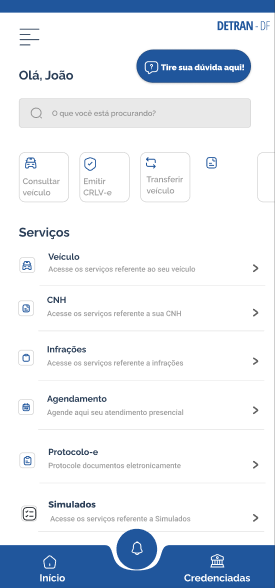 DETRAN - DF
Olá, João
Tire sua dúvida aqui!
O que você está procurando?
Consultar
veículo
Emitir
CRLV-e
Transferir
veículo
Serviços
Veículo
Acesse os serviços referente ao seu veículo
CNH
Acesse os serviços referente a sua CNH
Infrações
Acesse os serviços referente a infrações
Agendamento
Agende aqui seu atendimento presencial
Protocolo-e
Protocole documentos eletronicamente
Simulados
Acesse os serviços referente a Simulados
Início
Credenciadas